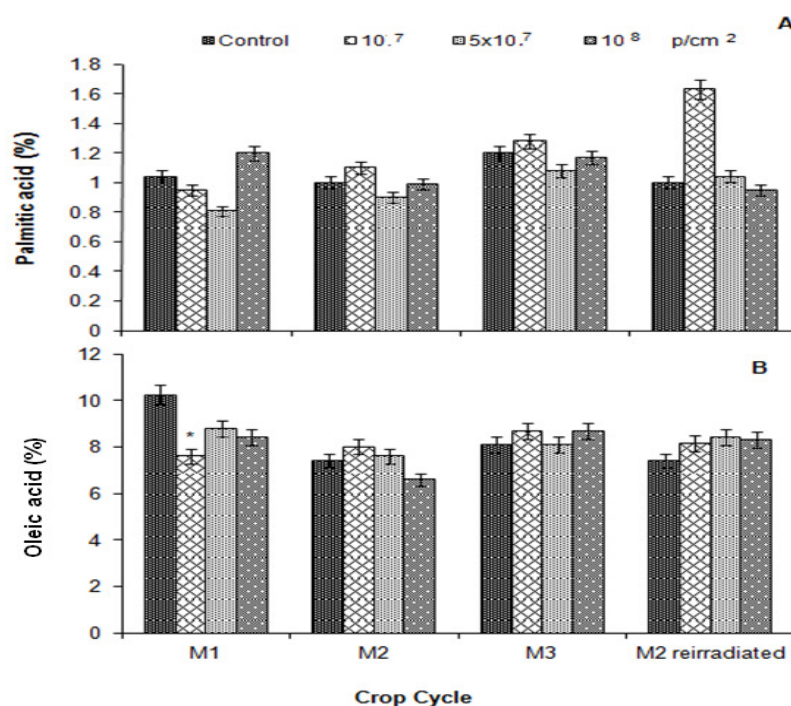 A
Control 10.7 5x10.7 10 8 p/cm 2
Palmitic acid (%)
1.8
1.6
1.4
1.2
1
0.8
0.6
0.4
0.2
0
B
Oleic acid (%)
12
10
8
6
4
2
0
*
M1 M2 M3 M2 reirradiated
Crop Cycle